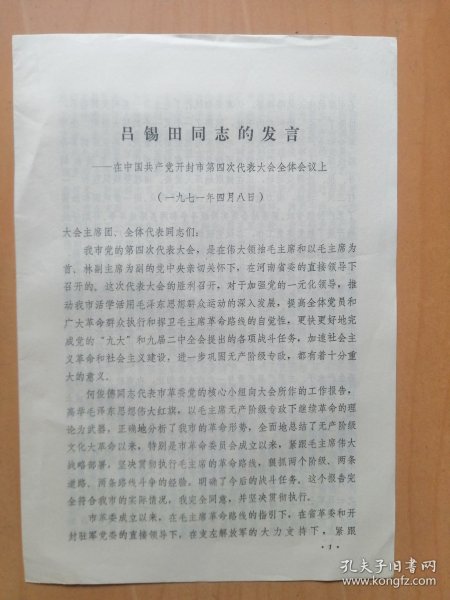 吕锡田同志的发言
——在中国共产党开封市第四次代表大会全体会议上
(一九七一年四月八日)
大会主席团、全体代表同志们:
我市党的第四次代表大会,是在伟大领袖毛主席和以毛主席为
首、林副主席为副的党中央亲切关怀下,在河南省委的直接领导下
召开的。这次代表大会的胜利召开,对于加强党的一元化领导,推
动我市活学活用毛泽东思想群众运动的深入发展,提高全体党员和
广大革命群众执行和捍卫毛主席革命路线的自觉性,更快更好地完
成党的“九大”和九届二中全会提出的各项战斗任务,加速社会主
义革命和社会主义建设,进一步巩固无产阶级专政,都有着十分重
大的意义。
何俊德同志代表市革委党的核心小组向大会所作的工作报告,
高举毛泽东思想伟大红旗,以毛主席无产阶级专政下继续革命的理
论为武器,正确地分析了我市的革命形势,全面地总结了无产阶级
文化大革命以来,特别是市革命委员会成立以来,紧跟毛主席伟大
战略部署,坚决贯彻执行毛主席的革命路线,狠抓两个阶级、两条
道路、两条路线斗争的经验。明确了今后的战斗任务。这个报告完
全符合我市的实际情况,我完全同意,并坚决贯彻执行。
市革委成立以来,在毛主席革命路线的指引下,在省革委和开
封驻军党委的直接领导下,在支左解放军的大力支持下,紧跟
·1·
孔夫子旧书网
kongfz.com